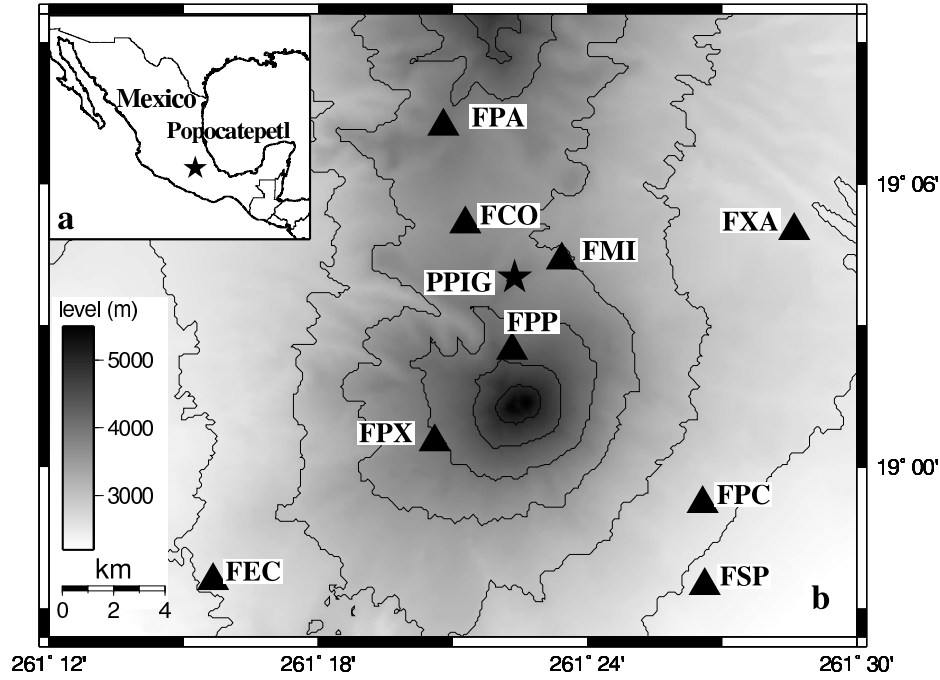 Mexico
Popocatepetl
a
FPA
19° 06'
FCO
FXA
FMI
PPIG
level (m)
FPP
5000
4000
FPX
19° 00'
3000
FPC
km
FEC
FSP
b
0 2 4
261° 12' 261° 18' 261° 24' 261° 30'